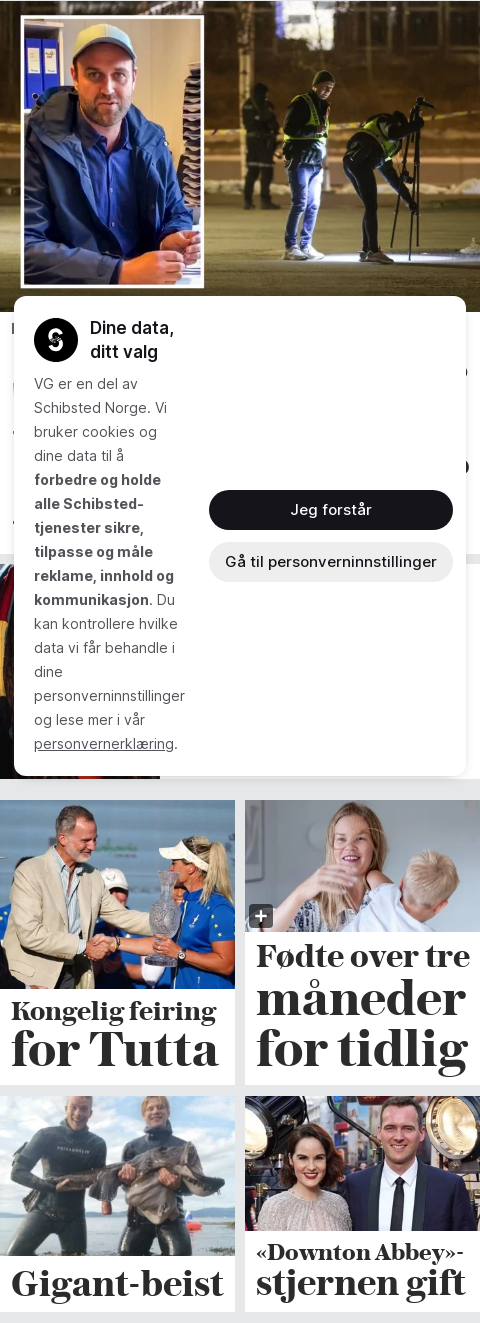 Dine data,
ditt valg
VG er en del av
Schibsted Norge. Vi
bruker cookies og
dine data til å
forbedre og holde
alle Schibsted-
tjenester sikre,
tilpasse og måle
reklame, innhold og
kommunikasjon. Du
kan kontrollere hvilke
data vi får behandle i
dine
personverninnstillinger
og lese mer i vår
personvernerklæring.
Jeg forstår
Gå til personverninnstillinger
Kongelig feiring
for Tutta
Fødte over tre
måneder
for tidlig
Gigant-beist
«Downton Abbey»-
stjernen gift